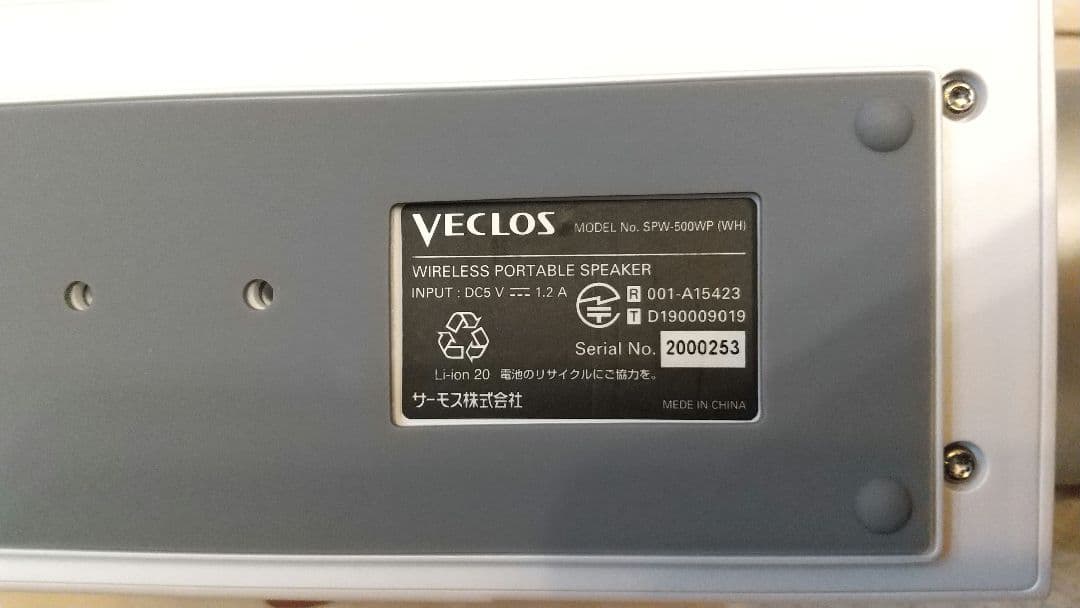 VECLOS MODEL No. SPW-500WP (WH)
WIRELESS PORTABLE SPEAKER
INPUT : DC5 V ⎓ 1.2 A
R 001-A15423
T D190009019
Serial No. 2000253
Li-ion 20 電池のリサイクルにご協力を。
サーモス株式会社 MEDE IN CHINA